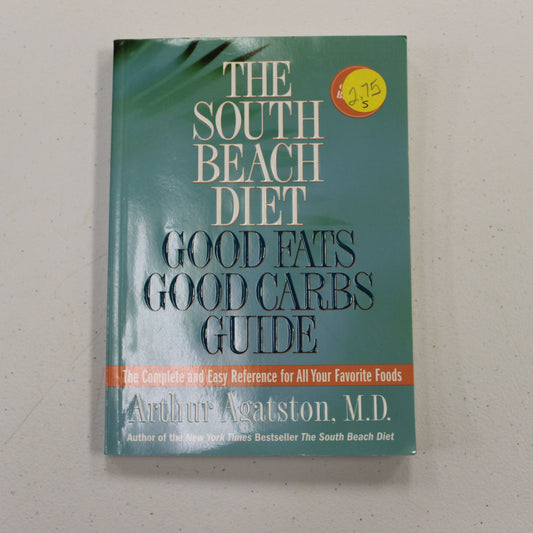 THE
SOUTH
BEACH
DIET
2.75
S
GOOD FATS
GOOD CARBS
GUIDE
The Complete and Easy Reference for All Your Favorite Foods
Arthur Agatston, M.D.
Author of the New York Times Bestseller The South Beach Diet